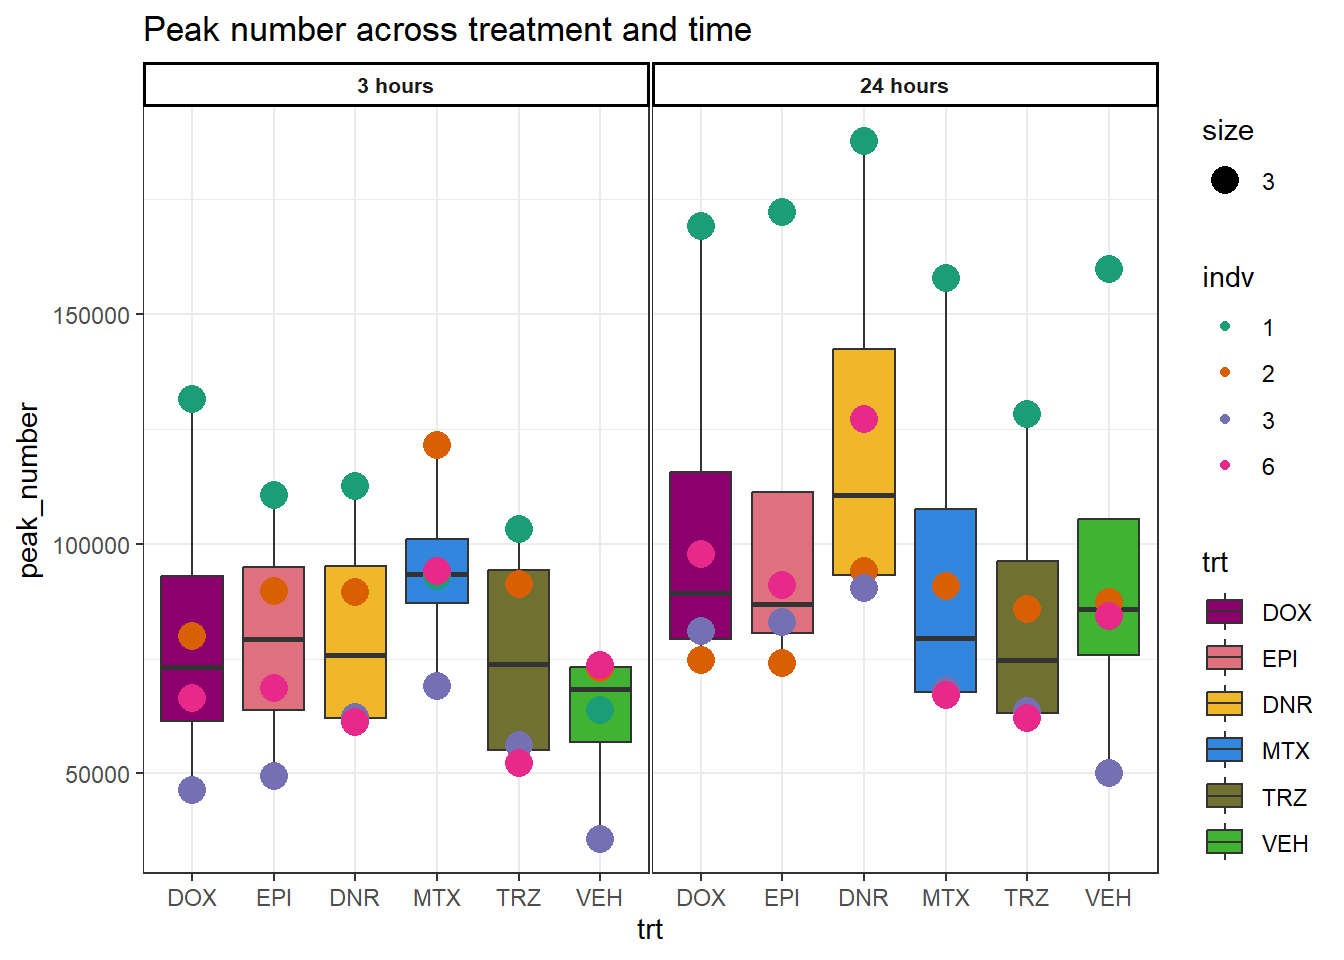 Peak number across treatment and time
3 hours
24 hours
peak_number
150000
100000
50000
DOX EPI DNR MTX TRZ VEH
DOX EPI DNR MTX TRZ VEH
trt
size
3
indv
1
2
3
6
trt
DOX
EPI
DNR
MTX
TRZ
VEH